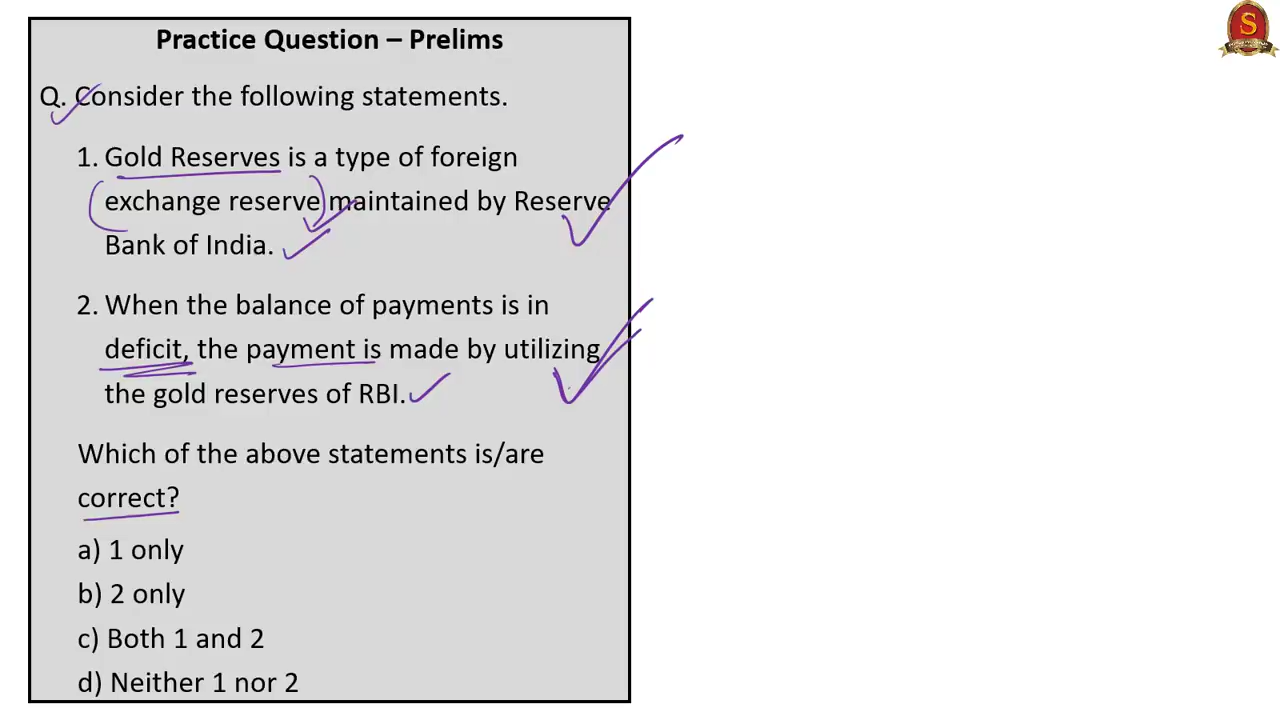 Practice Question – Prelims
Q. Consider the following statements.
1. Gold Reserves is a type of foreign
exchange reserve maintained by Reserve
Bank of India.
2. When the balance of payments is in
deficit, the payment is made by utilizing
the gold reserves of RBI.
Which of the above statements is/are
correct?
a) 1 only
b) 2 only
c) Both 1 and 2
d) Neither 1 nor 2
S